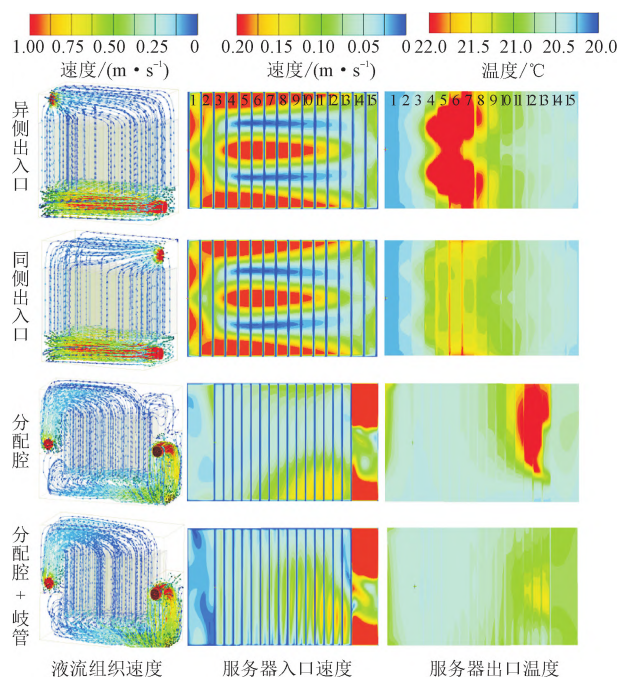 1.00 0.75 0.50 0.25 0
速度/(m·s⁻¹)
0.20 0.15 0.10 0.05 0
速度/(m·s⁻¹)
22.0 21.5 21.0 20.5 20.0
温度/℃
异侧出入口
1 2 3 4 5 6 7 8 9 10 11 12 13 14 15
1 2 3 4 5 6 7 8 9 10 11 12 13 14 15
同侧出入口
分配腔
分配腔+歧管
液流组织速度
服务器入口速度
服务器出口温度